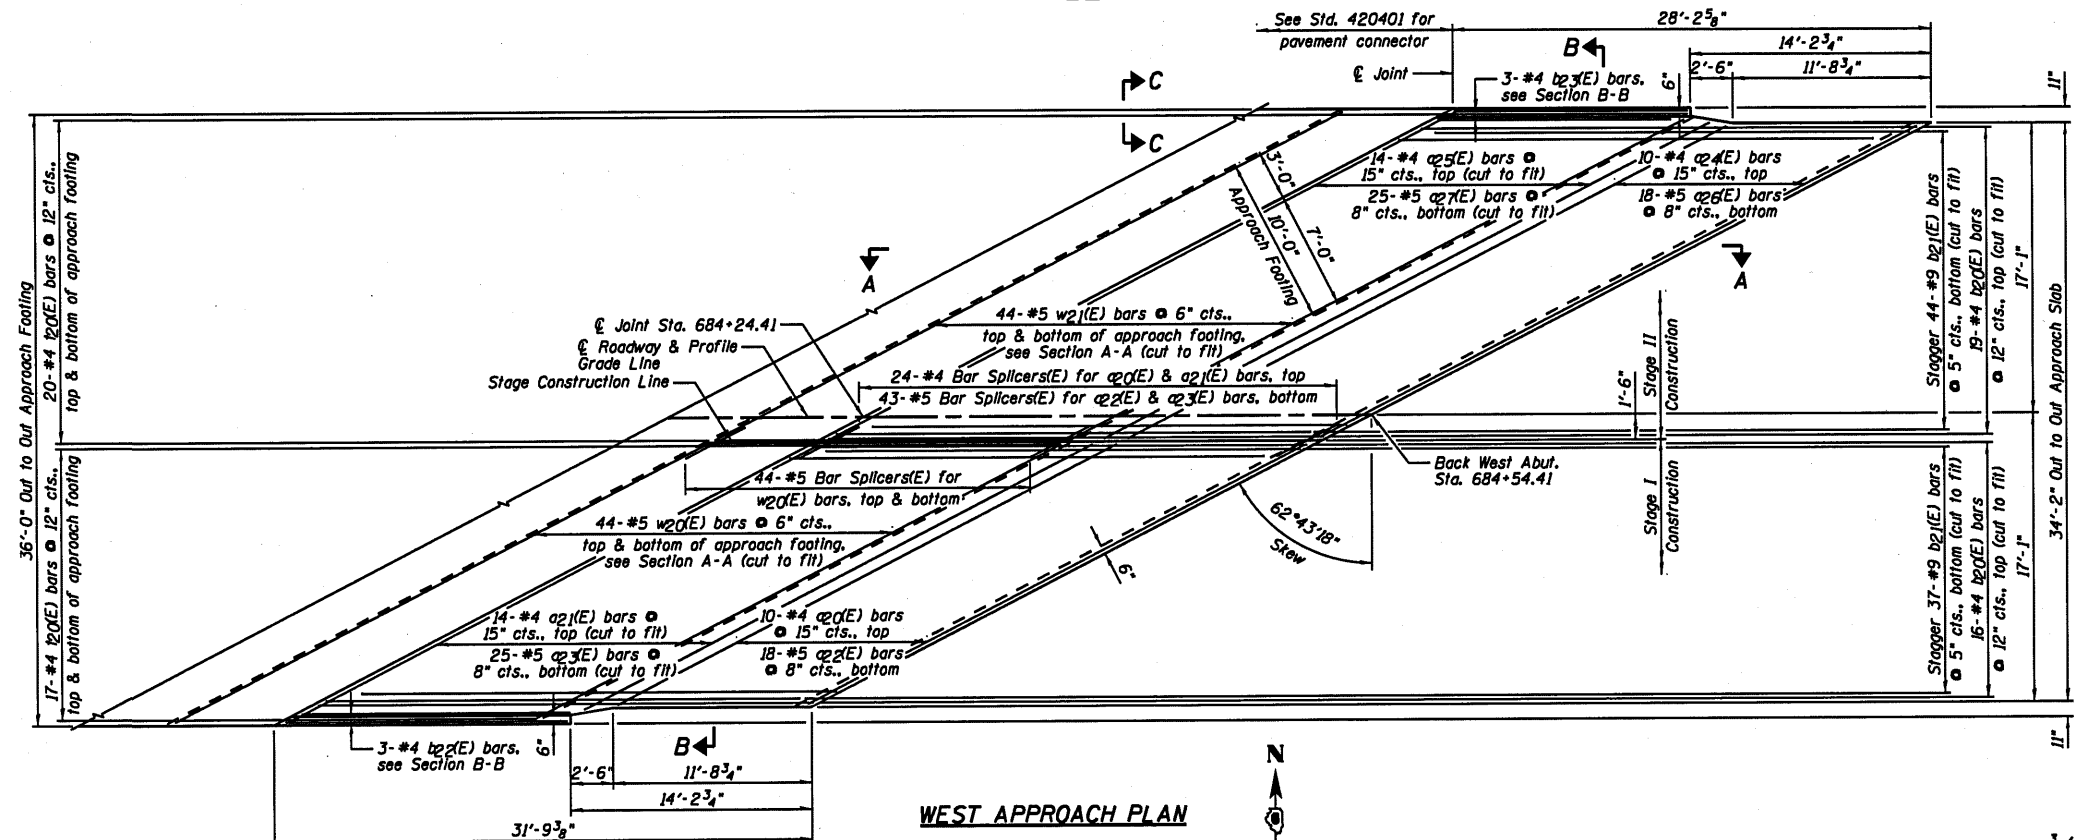 See Std. 420401 for
pavement connector
28'-2 5/8"
14'-2 3/4"
2'-6"
11'-8 3/4"
11"
B
℄ Joint
3-#4 b23(E) bars,
see Section B-B
6"
C
C
14-#4 a25(E) bars @
15" cts., top (cut to fit)
25-#5 a27(E) bars @
8" cts., bottom (cut to fit)
10-#4 a24(E) bars
@ 15" cts., top
18-#5 a26(E) bars
@ 8" cts., bottom
3'-0"
7'-0"
10'-0"
Approach Footing
A
A
36'-0" Out to Out Approach Footing
20-#4 t20(E) bars @ 12" cts.,
top & bottom of approach footing
17-#4 t20(E) bars @ 12" cts.,
top & bottom of approach footing
44-#5 w21(E) bars @ 6" cts.,
top & bottom of approach footing,
see Section A-A (cut to fit)
℄ Joint Sta. 684+24.41
℄ Roadway & Profile
Grade Line
Stage Construction Line
24-#4 Bar Splicers(E) for a20(E) & a21(E) bars, top
43-#5 Bar Splicers(E) for a22(E) & a23(E) bars, bottom
1'-6"
Stage II
Construction
Stage I
Construction
Stagger 44-#9 b21(E) bars
@ 5" cts., bottom (cut to fit)
19-#4 b20(E) bars
@ 12" cts., top (cut to fit)
17'-1"
34'-2" Out to Out Approach Slab
Stagger 37-#9 b21(E) bars
@ 5" cts., bottom (cut to fit)
16-#4 b20(E) bars
@ 12" cts., top (cut to fit)
17'-1"
11"
44-#5 Bar Splicers(E) for
w20(E) bars, top & bottom
Back West Abut.
Sta. 684+54.41
44-#5 w20(E) bars @ 6" cts.,
top & bottom of approach footing,
see Section A-A (cut to fit)
62°43'18"
Skew
6"
14-#4 a21(E) bars @
15" cts., top (cut to fit)
25-#5 a23(E) bars @
8" cts., bottom (cut to fit)
10-#4 a20(E) bars
@ 15" cts., top
18-#5 a22(E) bars
@ 8" cts., bottom
3-#4 b22(E) bars,
see Section B-B
6"
B
2'-6"
11'-8 3/4"
14'-2 3/4"
31'-9 3/8"
N
WEST APPROACH PLAN